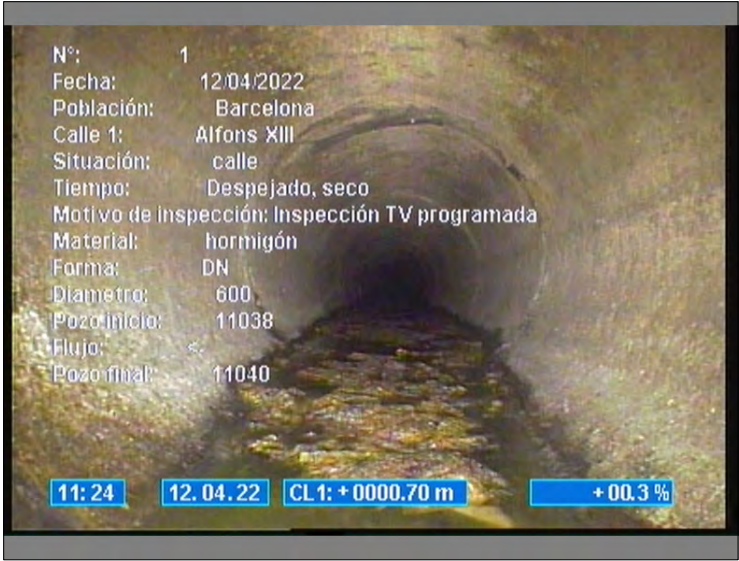 Nº: 1
Fecha: 12/04/2022
Población: Barcelona
Calle 1: Alfons XIII
Situación: calle
Tiempo: Despejado, seco
Motivo de inspección: Inspección TV programada
Material: hormigón
Forma: DN
Diametro: 600
Pozo inicio: 11038
Flujo: <-
Pozo final: 11040
11:24 12.04.22 CL1: +0000.70 m +00.3 %